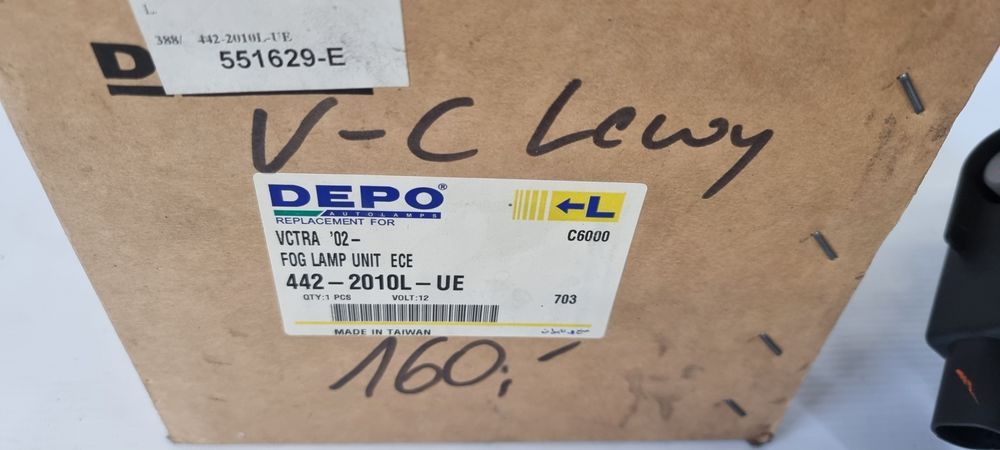 L
388/ 442-2010L-UE
551629-E
D
V-C Lewy
DEPO®
AUTOLAMPS
REPLACEMENT FOR
←L
VCTRA '02-
C6000
FOG LAMP UNIT ECE
442-2010L-UE
QTY:1 PCS VOLT:12
703
MADE IN TAIWAN
160,-